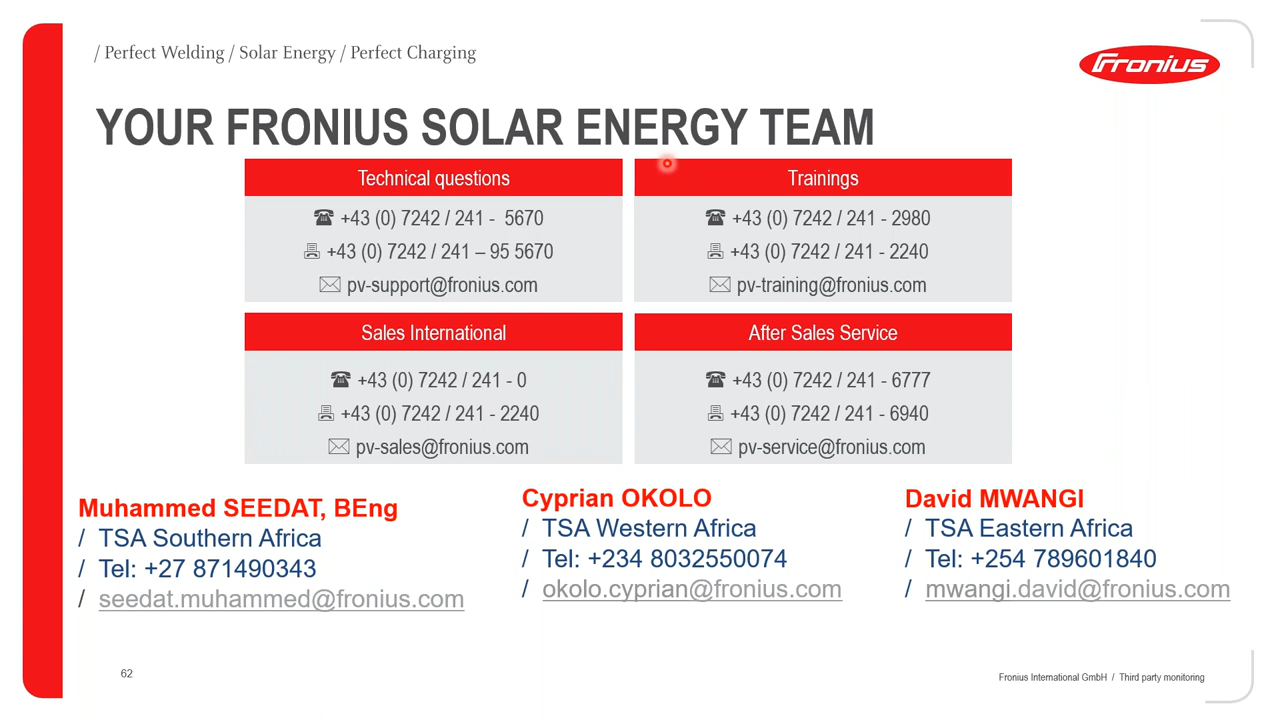 / Perfect Welding / Solar Energy / Perfect Charging
Fronius
YOUR FRONIUS SOLAR ENERGY TEAM
Technical questions
☎ +43 (0) 7242 / 241 - 5670
+43 (0) 7242 / 241 – 95 5670
pv-support@fronius.com
Trainings
☎ +43 (0) 7242 / 241 - 2980
+43 (0) 7242 / 241 - 2240
pv-training@fronius.com
Sales International
☎ +43 (0) 7242 / 241 - 0
+43 (0) 7242 / 241 - 2240
pv-sales@fronius.com
After Sales Service
☎ +43 (0) 7242 / 241 - 6777
+43 (0) 7242 / 241 - 6940
pv-service@fronius.com
Muhammed SEEDAT, BEng
/ TSA Southern Africa
/ Tel: +27 871490343
/ seedat.muhammed@fronius.com
Cyprian OKOLO
/ TSA Western Africa
/ Tel: +234 8032550074
/ okolo.cyprian@fronius.com
David MWANGI
/ TSA Eastern Africa
/ Tel: +254 789601840
/ mwangi.david@fronius.com
62
Fronius International GmbH / Third party monitoring